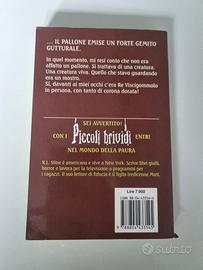 ... IL PALLONE EMISE UN FORTE GEMITO
GUTTURALE.
In quel momento, mi resi conto che non era
affatto un pallone. Si trattava di una creatura.
Una creatura viva. Quello che stavo guardando
era un mostro.
Sì, davanti ai miei occhi c'era Re Viscigommolo
in persona, con tanto di corona dorata!
SEI AVVERTITO!
CON I Piccoli brividi ENTRI
NEL MONDO DELLA PAURA
R.L. Stine è americano e vive a New York. Scrive libri gialli,
horror per la televisione e programmi per
i ragazzi. Il suo lettore di fiducia è il figlio tredicenne Matt.
Lire 7.900
subito